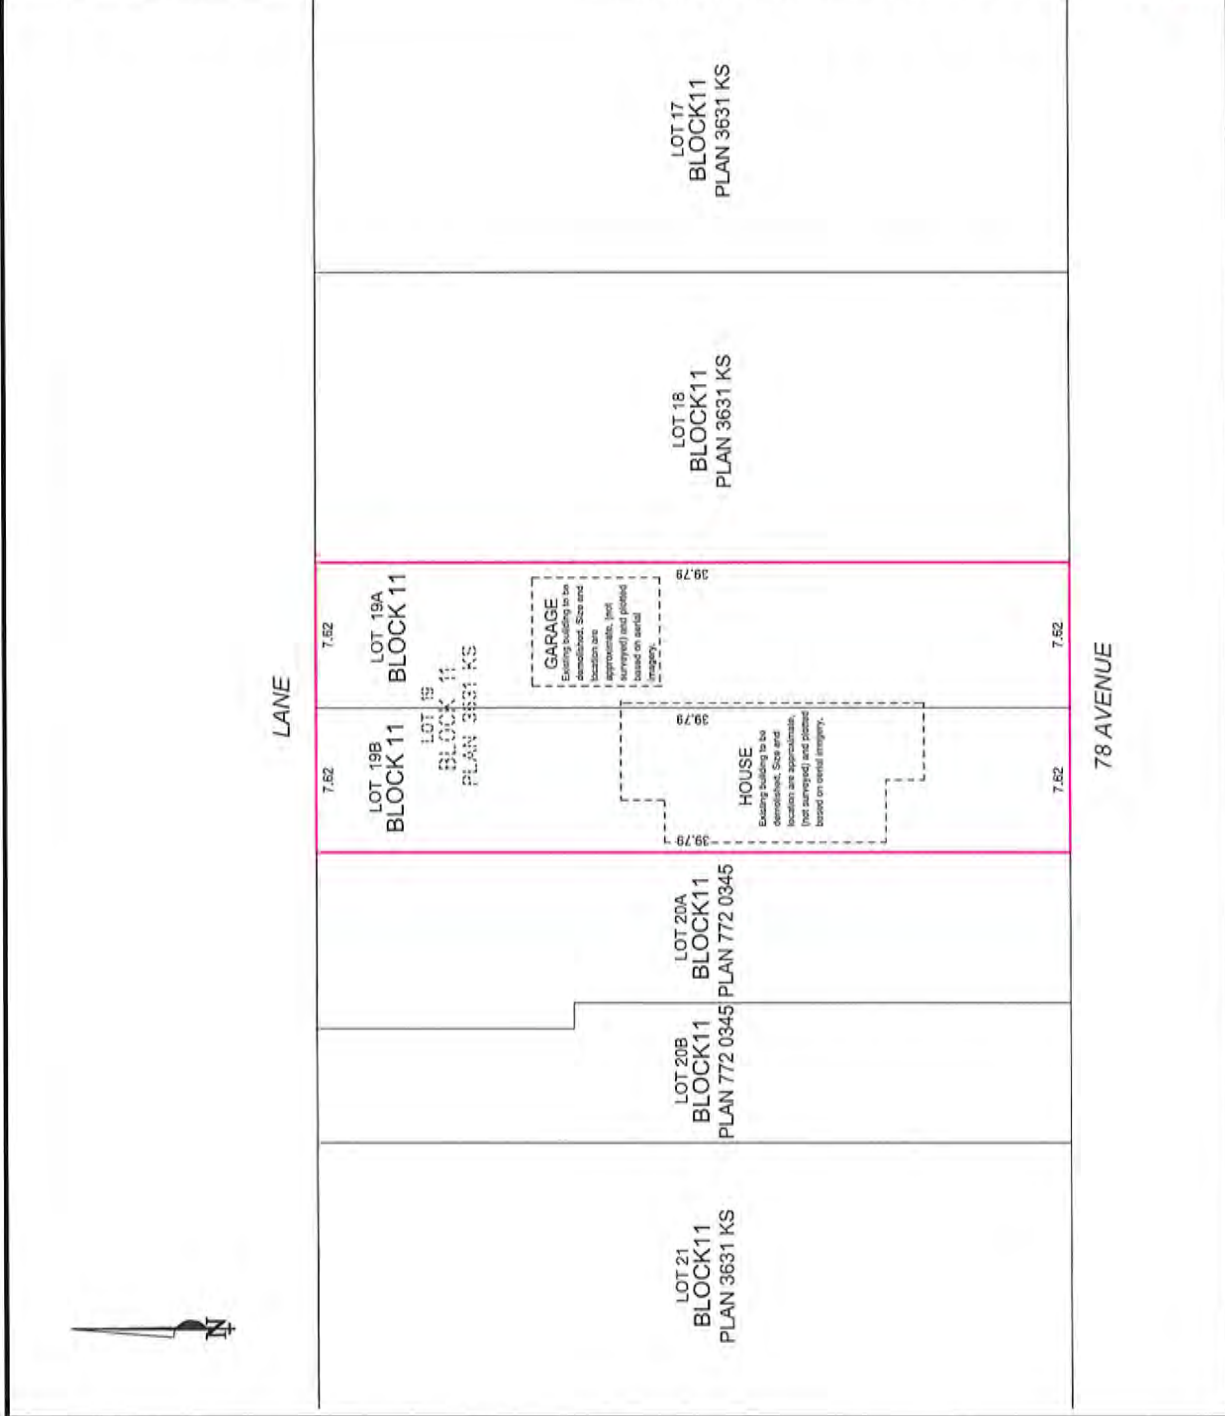 LOT 17
BLOCK11
PLAN 3631 KS
LOT 18
BLOCK11
PLAN 3631 KS
LANE
7.62
LOT 19A
BLOCK 11
GARAGE
Existing building to be
demolished. Size and
location are
approximate, (not
surveyed) and plotted
based on aerial
imagery.
39.79
7.62
LOT 19
BLOCK 11
PLAN 3631 KS
78 AVENUE
7.62
LOT 19B
BLOCK 11
39.79
HOUSE
Existing building to be
demolished. Size and
location are approximate,
(not surveyed) and plotted
based on aerial imagery.
39.79
7.62
LOT 20A
BLOCK11
PLAN 772 0345
LOT 20B
BLOCK11
PLAN 772 0345
LOT 21
BLOCK11
PLAN 3631 KS
N